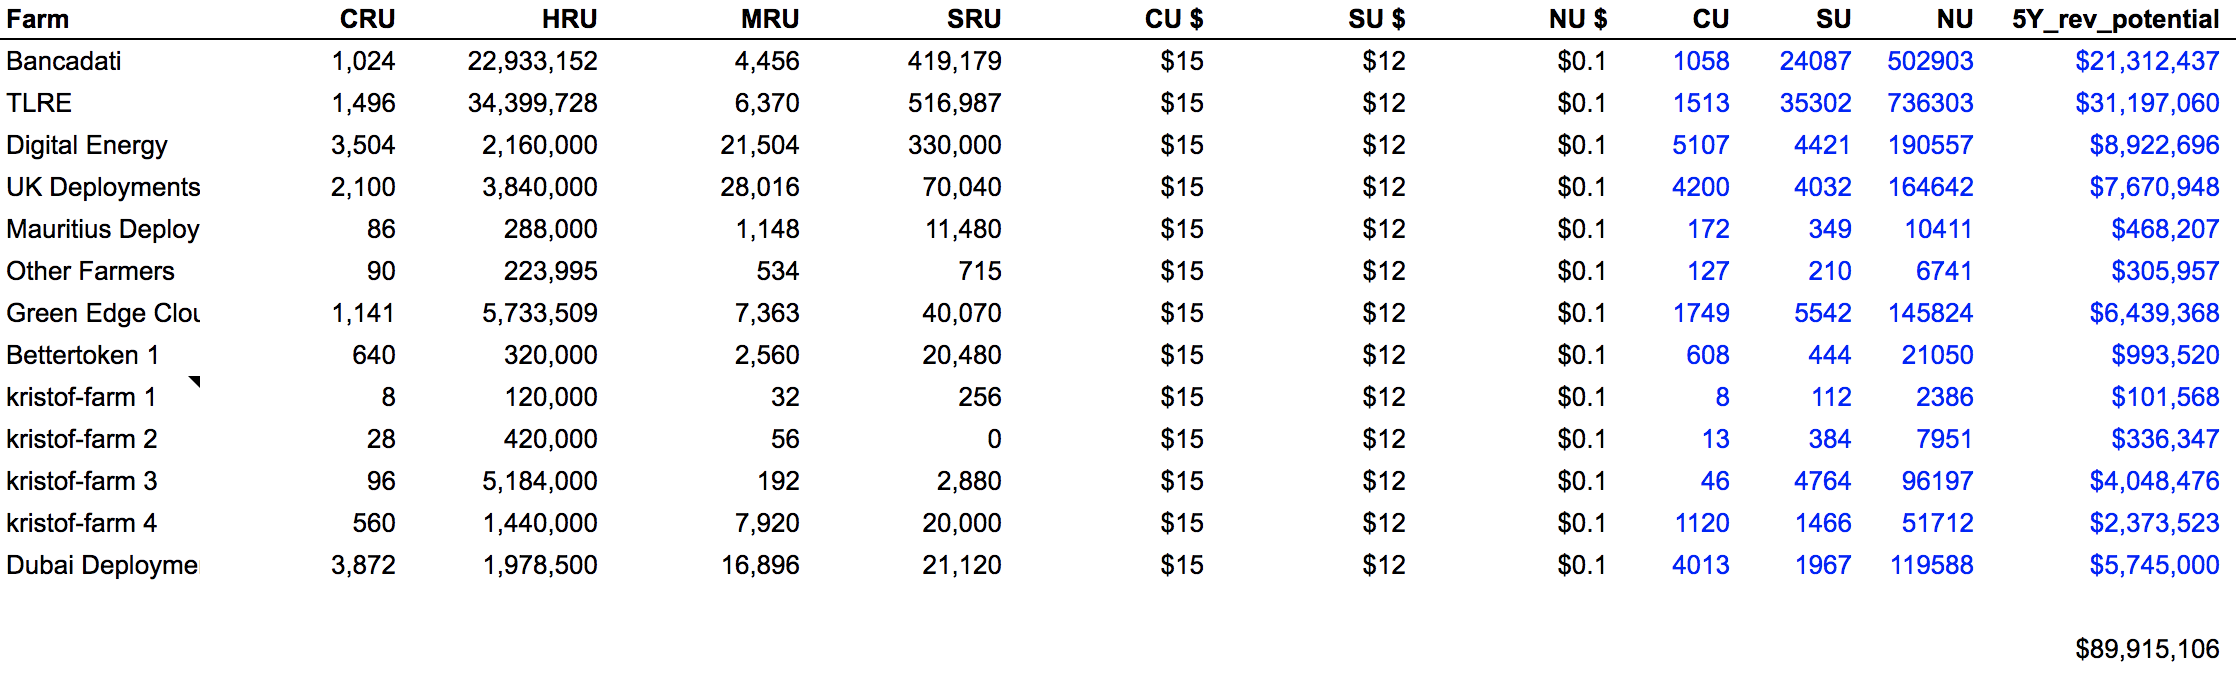 Farm CRU HRU MRU SRU CU $ SU $ NU $ CU SU NU 5Y_rev_potential
Bancadati 1,024 22,933,152 4,456 419,179 $15 $12 $0.1 1058 24087 502903 $21,312,437
TLRE 1,496 34,399,728 6,370 516,987 $15 $12 $0.1 1513 35302 736303 $31,197,060
Digital Energy 3,504 2,160,000 21,504 330,000 $15 $12 $0.1 5107 4421 190557 $8,922,696
UK Deployments 2,100 3,840,000 28,016 70,040 $15 $12 $0.1 4200 4032 164642 $7,670,948
Mauritius Deploy 86 288,000 1,148 11,480 $15 $12 $0.1 172 349 10411 $468,207
Other Farmers 90 223,995 534 715 $15 $12 $0.1 127 210 6741 $305,957
Green Edge Clou 1,141 5,733,509 7,363 40,070 $15 $12 $0.1 1749 5542 145824 $6,439,368
Bettertoken 1 640 320,000 2,560 20,480 $15 $12 $0.1 608 444 21050 $993,520
kristof-farm 1 8 120,000 32 256 $15 $12 $0.1 8 112 2386 $101,568
kristof-farm 2 28 420,000 56 0 $15 $12 $0.1 13 384 7951 $336,347
kristof-farm 3 96 5,184,000 192 2,880 $15 $12 $0.1 46 4764 96197 $4,048,476
kristof-farm 4 560 1,440,000 7,920 20,000 $15 $12 $0.1 1120 1466 51712 $2,373,523
Dubai Deployme 3,872 1,978,500 16,896 21,120 $15 $12 $0.1 4013 1967 119588 $5,745,000
$89,915,106